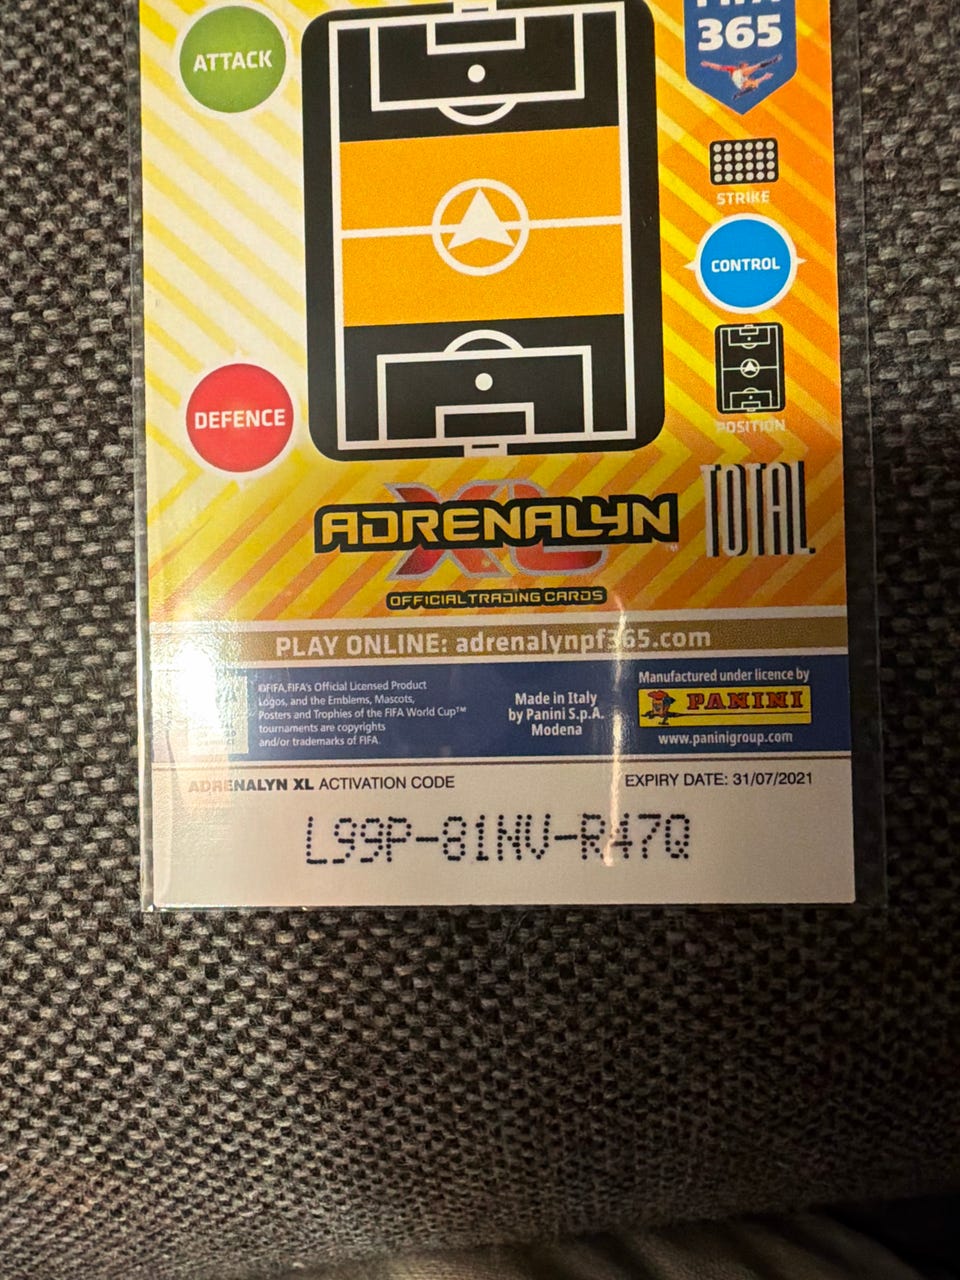 FIFA
365
ATTACK
STRIKE
CONTROL
DEFENCE
POSITION
XL
ADRENALYN
TM
TOTAL
OFFICIAL TRADING CARDS
PLAY ONLINE: adrenalynpf365.com
©FIFA, FIFA's Official Licensed Product
Logos, and the Emblems, Mascots,
Posters and Trophies of the FIFA World Cup™
tournaments are copyrights
and/or trademarks of FIFA.
Made in Italy
by Panini S.p.A.
Modena
Manufactured under licence by
PANINI
www.paninigroup.com
ADRENALYN XL ACTIVATION CODE
EXPIRY DATE: 31/07/2021
L99P-81NV-R47Q